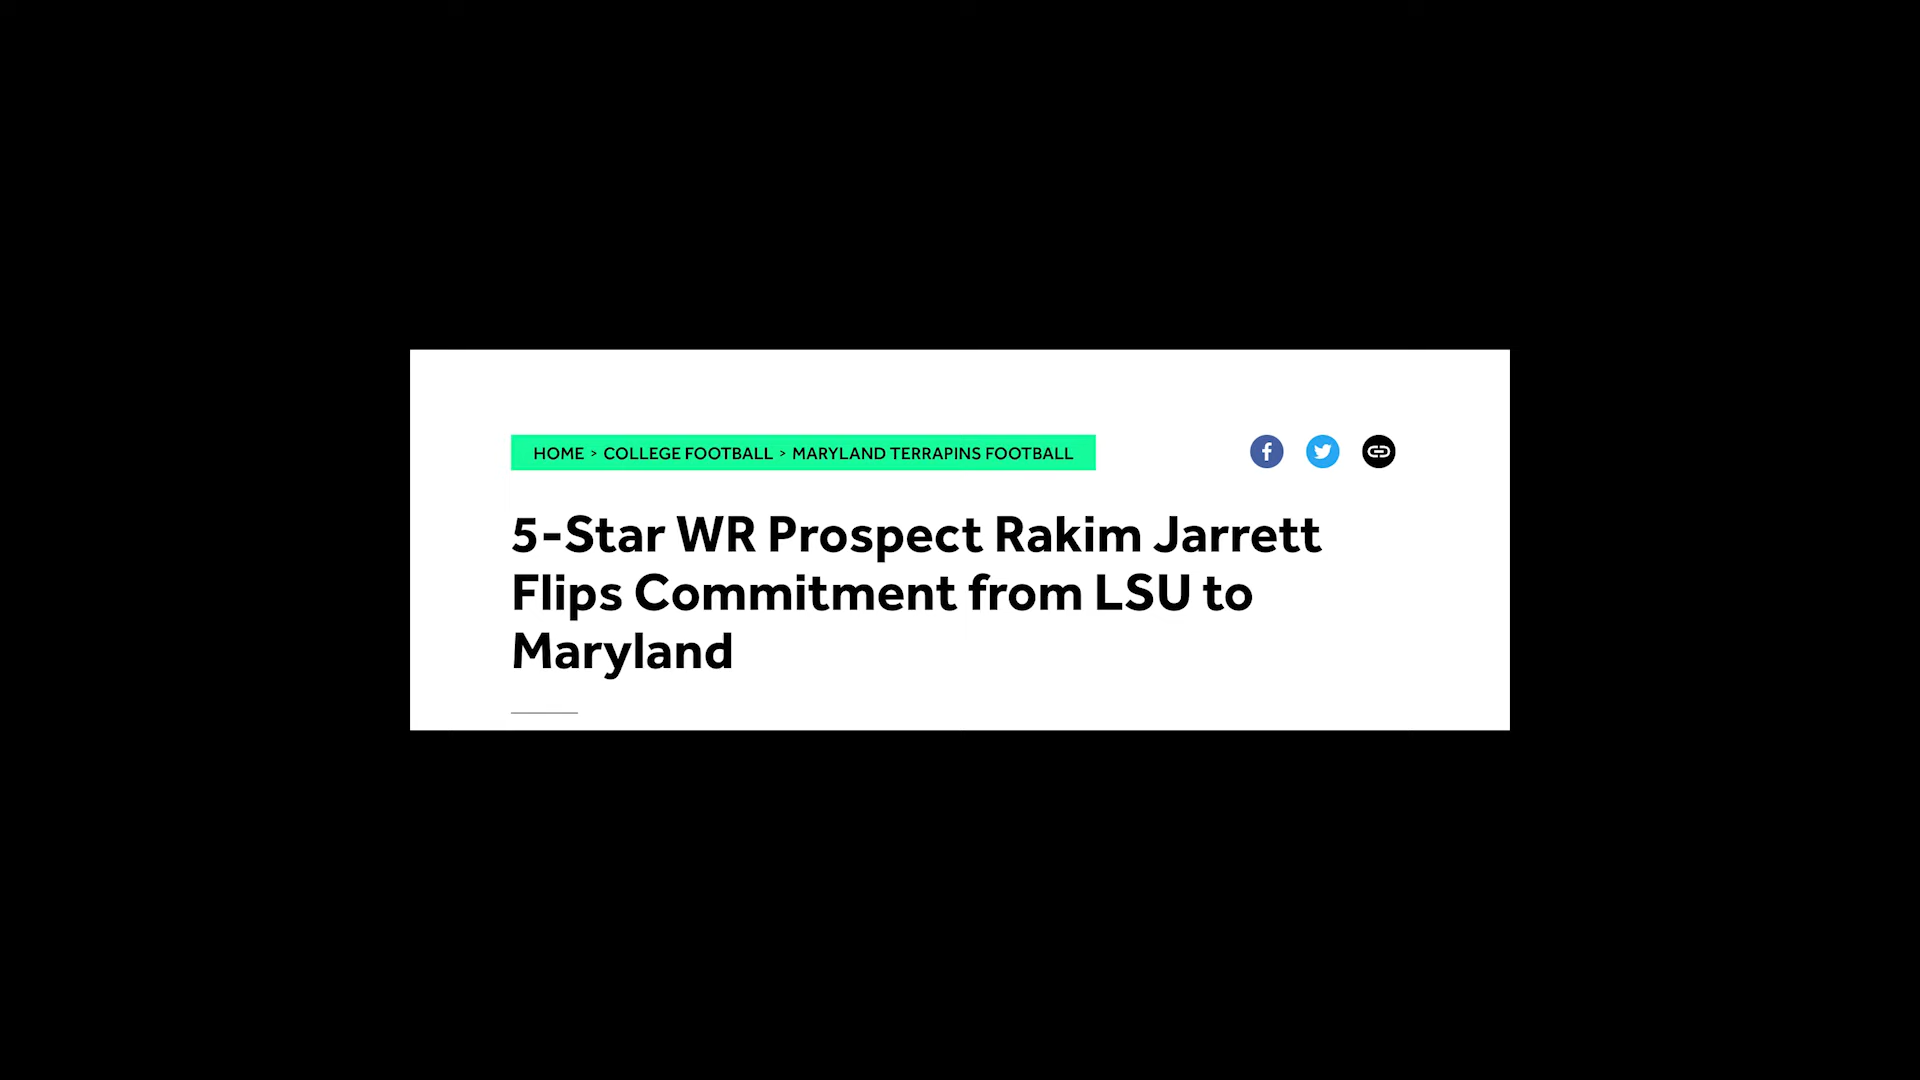 HOME > COLLEGE FOOTBALL > MARYLAND TERRAPINS FOOTBALL
5-Star WR Prospect Rakim Jarrett
Flips Commitment from LSU to
Maryland